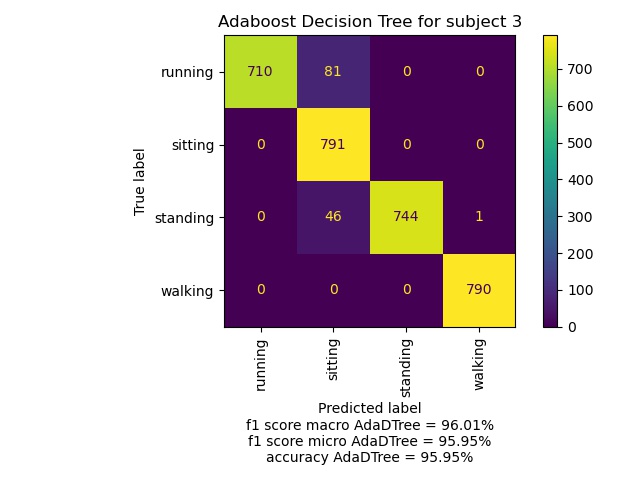 Adaboost Decision Tree for subject 3
running 710 81 0 0
sitting 0 791 0 0
standing 0 46 744 1
walking 0 0 0 790
True label
running sitting standing walking
Predicted label
f1 score macro AdaDTree = 96.01%
f1 score micro AdaDTree = 95.95%
accuracy AdaDTree = 95.95%
700
600
500
400
300
200
100
0